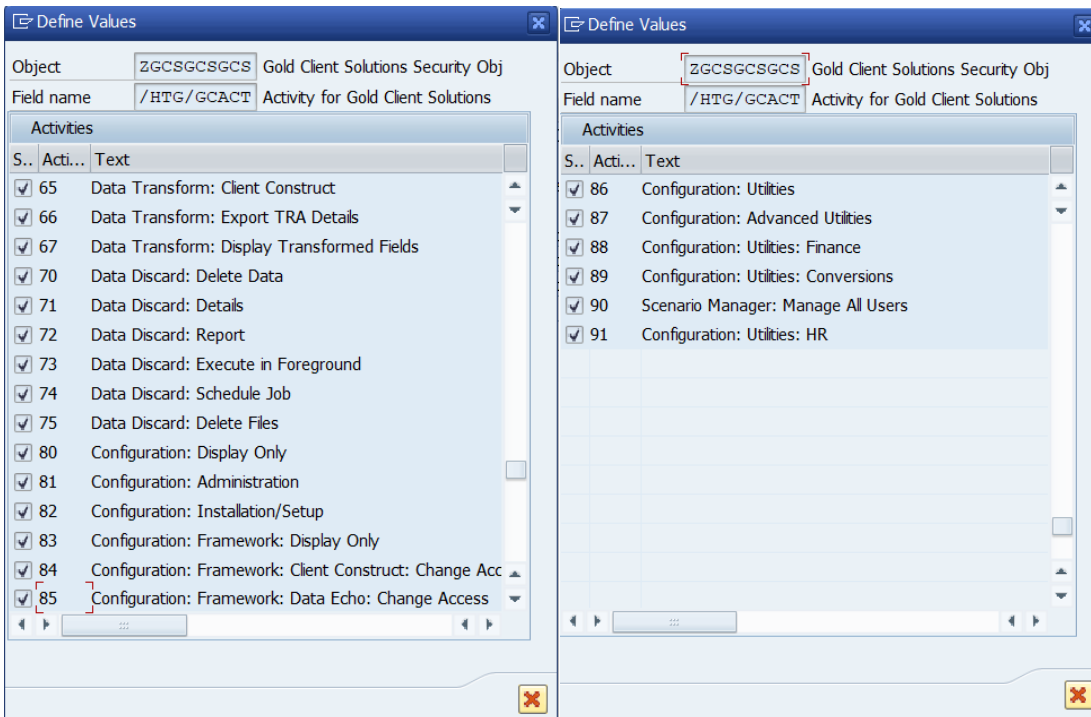 Define Values
Object ZGCSGCSGCS Gold Client Solutions Security Obj
Field name /HTG/GCACT Activity for Gold Client Solutions
Activities
S.. Acti... Text
65 Data Transform: Client Construct
66 Data Transform: Export TRA Details
67 Data Transform: Display Transformed Fields
70 Data Discard: Delete Data
71 Data Discard: Details
72 Data Discard: Report
73 Data Discard: Execute in Foreground
74 Data Discard: Schedule Job
75 Data Discard: Delete Files
80 Configuration: Display Only
81 Configuration: Administration
82 Configuration: Installation/Setup
83 Configuration: Framework: Display Only
84 Configuration: Framework: Client Construct: Change Acc
85 Configuration: Framework: Data Echo: Change Access
Define Values
Object ZGCSGCSGCS Gold Client Solutions Security Obj
Field name /HTG/GCACT Activity for Gold Client Solutions
Activities
S.. Acti... Text
86 Configuration: Utilities
87 Configuration: Advanced Utilities
88 Configuration: Utilities: Finance
89 Configuration: Utilities: Conversions
90 Scenario Manager: Manage All Users
91 Configuration: Utilities: HR